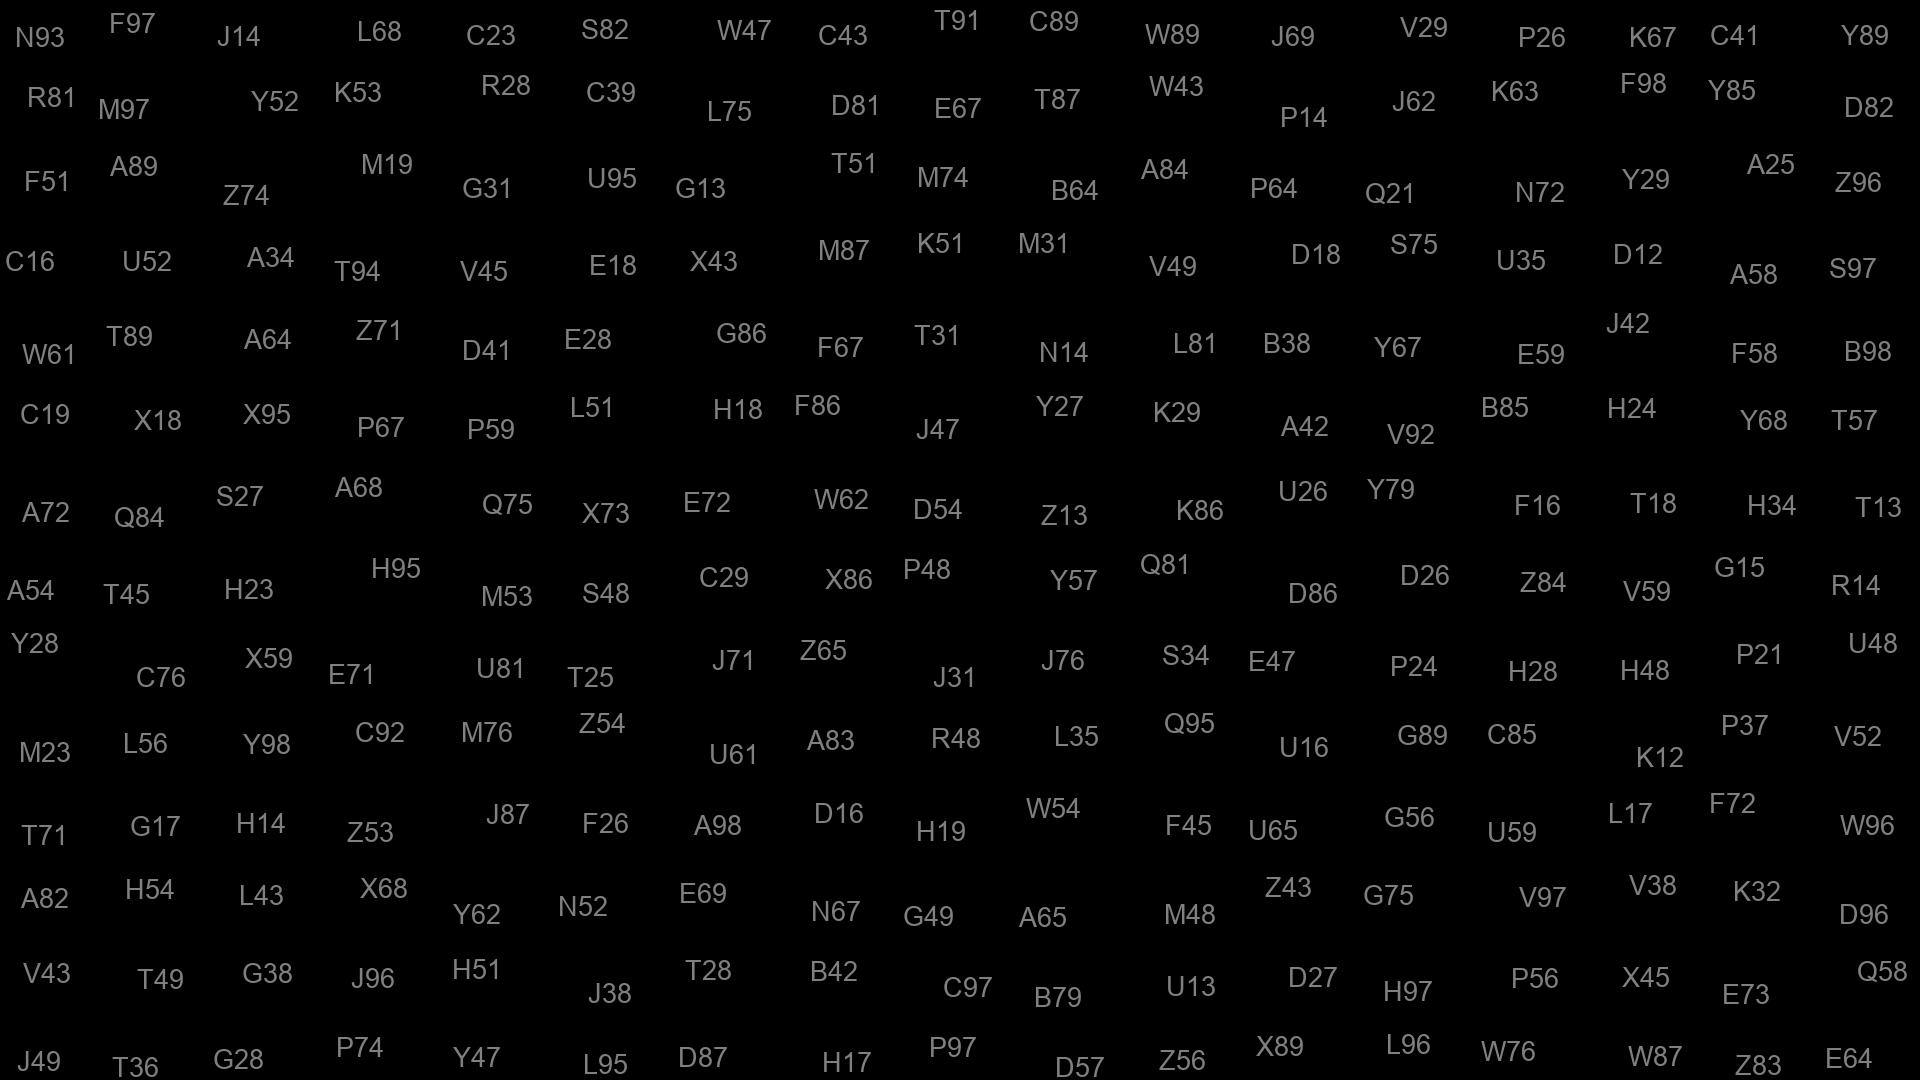 N93 F97 J14 L68 C23 S82 W47 C43 T91 C89 W89 J69 V29 P26 K67 C41 Y89
R81 M97 Y52 K53 R28 C39 L75 D81 E67 T87 W43 P14 J62 K63 F98 Y85 D82
F51 A89 Z74 M19 G31 U95 G13 T51 M74 B64 A84 P64 Q21 N72 Y29 A25 Z96
C16 U52 A34 T94 V45 E18 X43 M87 K51 M31 V49 D18 S75 U35 D12 A58 S97
W61 T89 A64 Z71 D41 E28 G86 F67 T31 N14 L81 B38 Y67 E59 J42 F58 B98
C19 X18 X95 P67 P59 L51 H18 F86 J47 Y27 K29 A42 V92 B85 H24 Y68 T57
A72 Q84 S27 A68 Q75 X73 E72 W62 D54 Z13 K86 U26 Y79 F16 T18 H34 T13
A54 T45 H23 H95 M53 S48 C29 X86 P48 Y57 Q81 D86 D26 Z84 V59 G15 R14
Y28 C76 X59 E71 U81 T25 J71 Z65 J31 J76 S34 E47 P24 H28 H48 P21 U48
M23 L56 Y98 C92 M76 Z54 U61 A83 R48 L35 Q95 U16 G89 C85 K12 P37 V52
T71 G17 H14 Z53 J87 F26 A98 D16 H19 W54 F45 U65 G56 U59 L17 F72 W96
A82 H54 L43 X68 Y62 N52 E69 N67 G49 A65 M48 Z43 G75 V97 V38 K32 D96
V43 T49 G38 J96 H51 J38 T28 B42 C97 B79 U13 D27 H97 P56 X45 E73 Q58
J49 T36 G28 P74 Y47 L95 D87 H17 P97 D57 Z56 X89 L96 W76 W87 Z83 E64